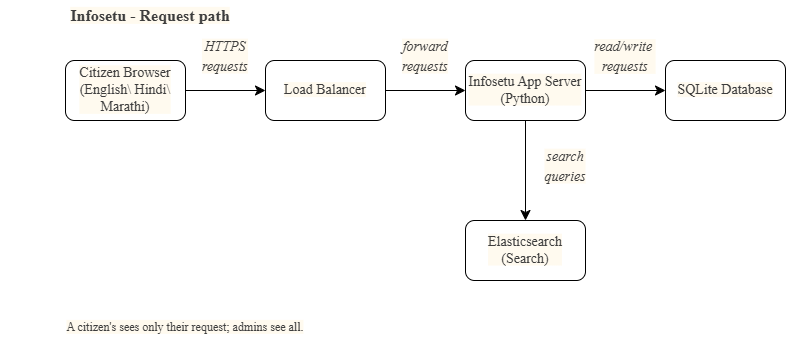 Infosetu - Request path
HTTPS
requests
forward
requests
read/write
requests
Citizen Browser
(English\ Hindi\
Marathi)
Load Balancer
Infosetu App Server
(Python)
SQLite Database
search
queries
Elasticsearch
(Search)
A citizen's sees only their request; admins see all.